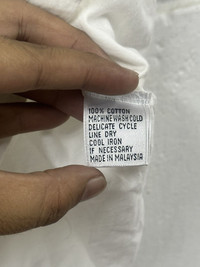 100% COTTON
MACHINE WASH COLD
DELICATE CYCLE
LINE DRY
COOL IRON
IF NECESSARY
MADE IN MALAYSIA